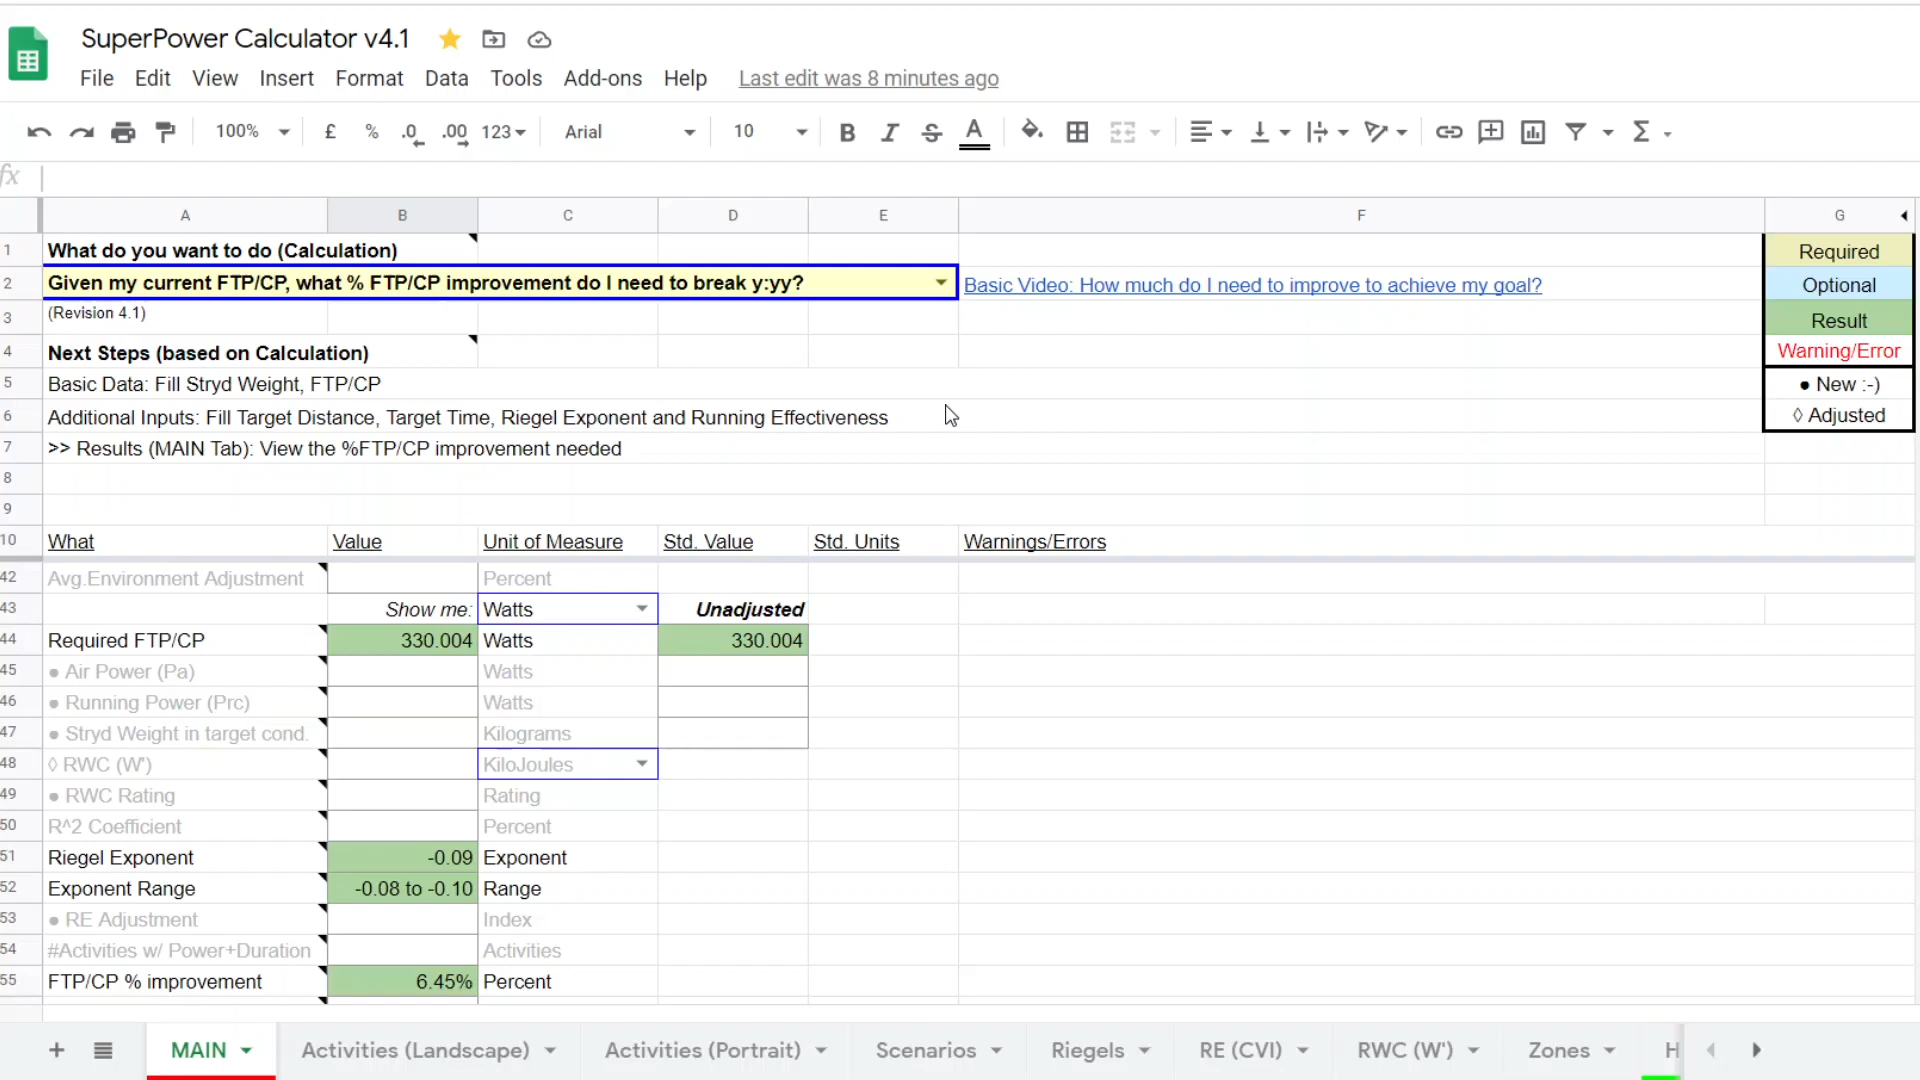 SuperPower Calculator v4.1
File Edit View Insert Format Data Tools Add-ons Help Last edit was 8 minutes ago
100% £ % .0 .00 123 Arial 10 B I S A Σ
fx
A B C D E F G
1 What do you want to do (Calculation) Required
2 Given my current FTP/CP, what % FTP/CP improvement do I need to break y:yy? Basic Video: How much do I need to improve to achieve my goal? Optional
3 (Revision 4.1) Result
4 Next Steps (based on Calculation) Warning/Error
5 Basic Data: Fill Stryd Weight, FTP/CP ● New :-)
6 Additional Inputs: Fill Target Distance, Target Time, Riegel Exponent and Running Effectiveness ◊ Adjusted
7 >> Results (MAIN Tab): View the %FTP/CP improvement needed
8
9
10 What Value Unit of Measure Std. Value Std. Units Warnings/Errors
42 Avg.Environment Adjustment Percent
43 Show me: Watts Unadjusted
44 Required FTP/CP 330.004 Watts 330.004
45 ● Air Power (Pa) Watts
46 ● Running Power (Prc) Watts
47 ● Stryd Weight in target cond. Kilograms
48 ◊ RWC (W') KiloJoules
49 ● RWC Rating Rating
50 R^2 Coefficient Percent
51 Riegel Exponent -0.09 Exponent
52 Exponent Range -0.08 to -0.10 Range
53 ● RE Adjustment Index
54 #Activities w/ Power+Duration Activities
55 FTP/CP % improvement 6.45% Percent
+ MAIN Activities (Landscape) Activities (Portrait) Scenarios Riegels RE (CVI) RWC (W') Zones H